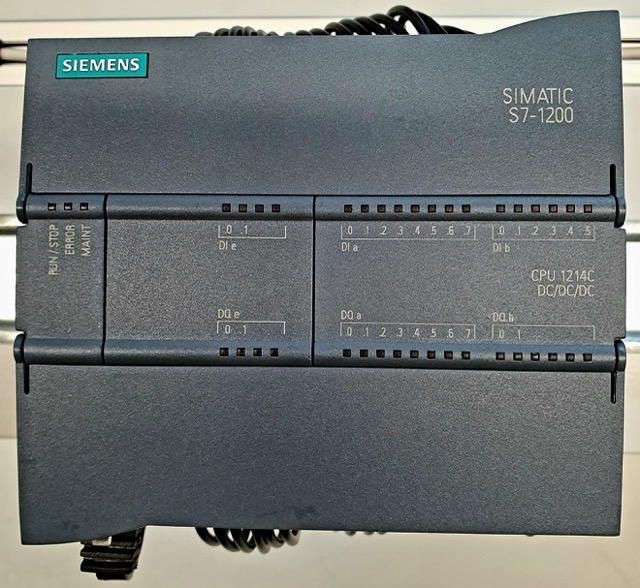 SIEMENS
SIMATIC
S7-1200
RUN / STOP
ERROR
MAINT
.0 .1
DI e
.0 .1 .2 .3 .4 .5 .6 .7
DI a
.0 .1 .2 .3 .4 .5
DI b
CPU 1214C
DC/DC/DC
DQ e
.0 .1
DQ a
.0 .1 .2 .3 .4 .5 .6 .7
DQ b
.0 .1